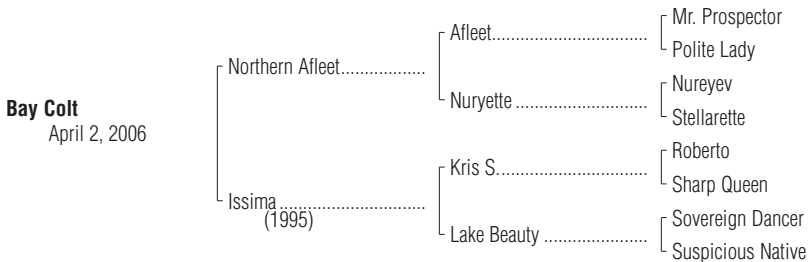 Mr. Prospector
Afleet..................................
Polite Lady
Northern Afleet..................
Nureyev
Nuryette ............................
Stellarette
Bay Colt
April 2, 2006
Roberto
Kris S.................................
Sharp Queen
Issima................................
(1995)
Sovereign Dancer
Lake Beauty ......................
Suspicious Native